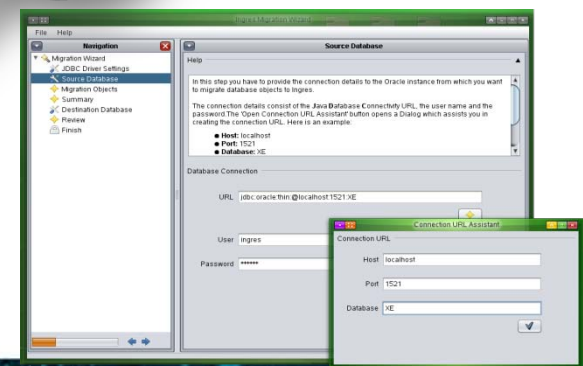 Ingres Migration Wizard
File Help
Navigation
Migration Wizard
JDBC Driver Settings
Source Database
Migration Objects
Summary
Destination Database
Review
Finish
Source Database
Help
In this step you have to provide the connection details to the Oracle instance from which you want
to migrate database objects to Ingres.
The connection details consist of the Java Database Connectivity URL, the user name and the
password.The 'Open Connection URL Assistant' button opens a Dialog which assists you in
creating the connection URL. Here is an example:
Host: localhost
Port: 1521
Database: XE
Database Connection
URL jdbc:oracle:thin:@localhost:1521:XE
User ingres
Password ******
Connection URL Assistant
Connection URL
Host localhost
Port 1521
Database XE